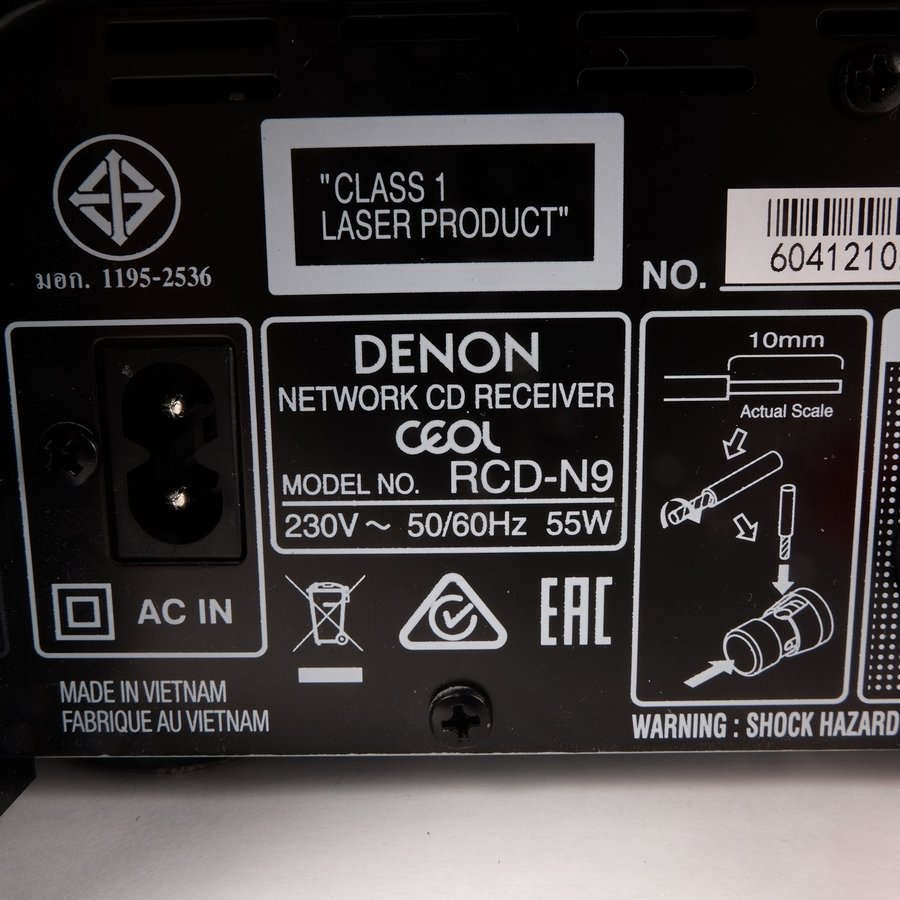 "CLASS 1
LASER PRODUCT"
มอก. 1195-2536
NO.
6041210
DENON
NETWORK CD RECEIVER
CEOL
MODEL NO. RCD-N9
230V ~ 50/60Hz 55W
10mm
Actual Scale
AC IN
EAC
MADE IN VIETNAM
FABRIQUE AU VIETNAM
WARNING : SHOCK HAZARD